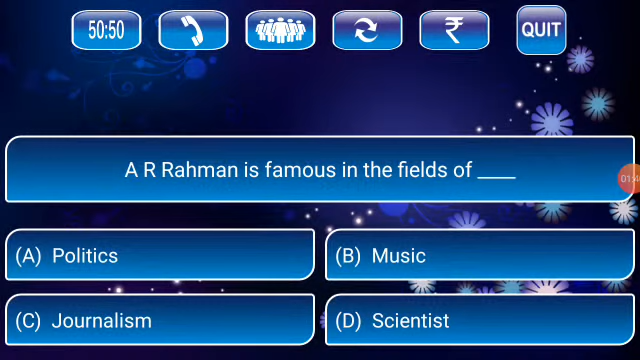 50:50
₹
QUIT
A R Rahman is famous in the fields of ____
(A) Politics
(B) Music
(C) Journalism
(D) Scientist